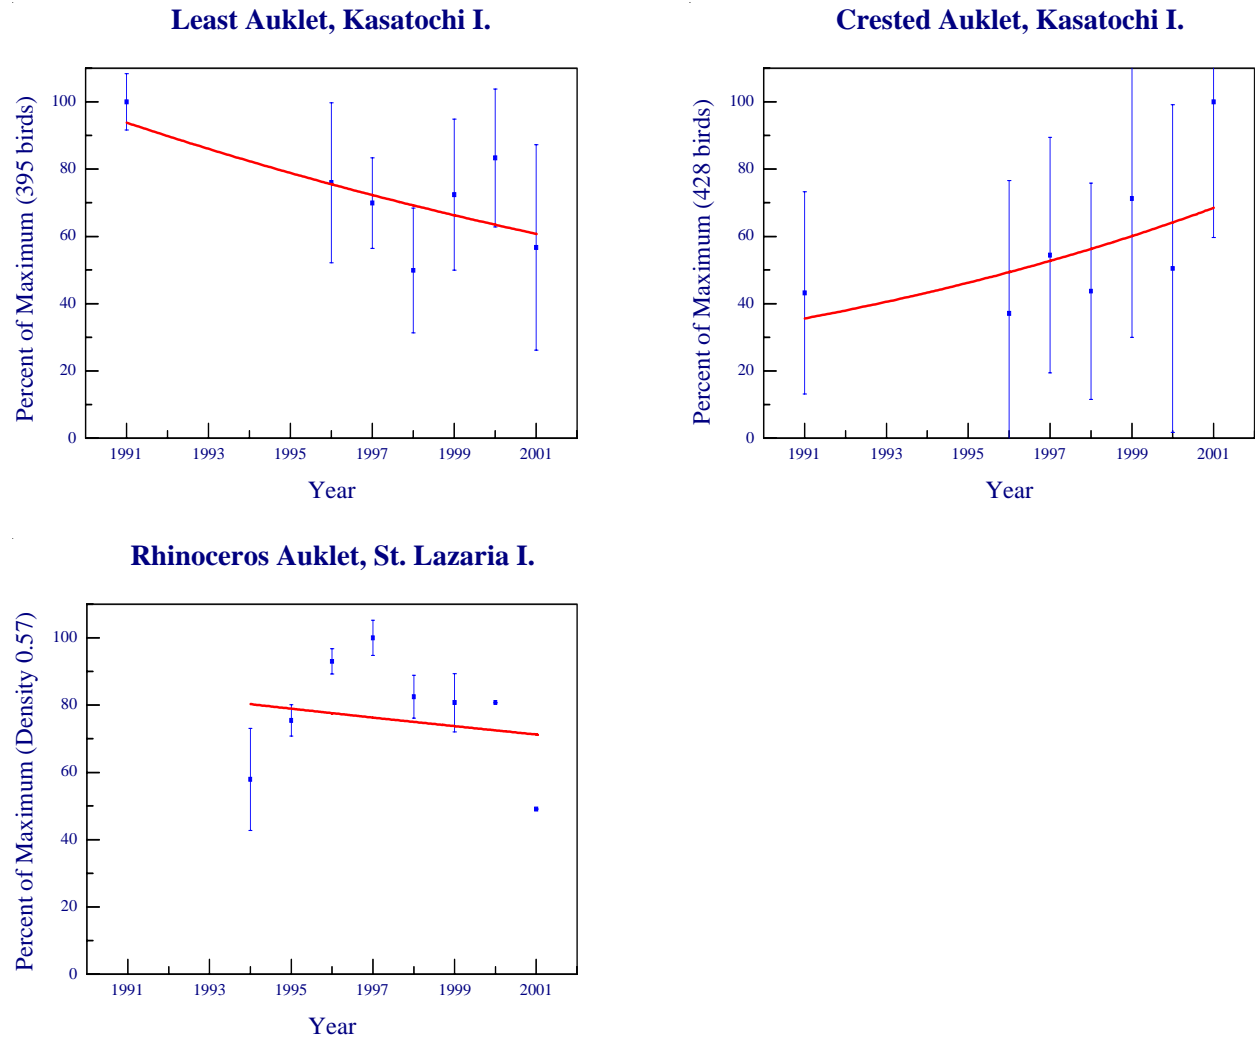 Least Auklet, Kasatochi I.
Percent of Maximum (395 birds)
100
80
60
40
20
0
1991 1993 1995 1997 1999 2001
Year
Crested Auklet, Kasatochi I.
Percent of Maximum (428 birds)
100
80
60
40
20
0
1991 1993 1995 1997 1999 2001
Year
Rhinoceros Auklet, St. Lazaria I.
Percent of Maximum (Density 0.57)
100
80
60
40
20
0
1991 1993 1995 1997 1999 2001
Year